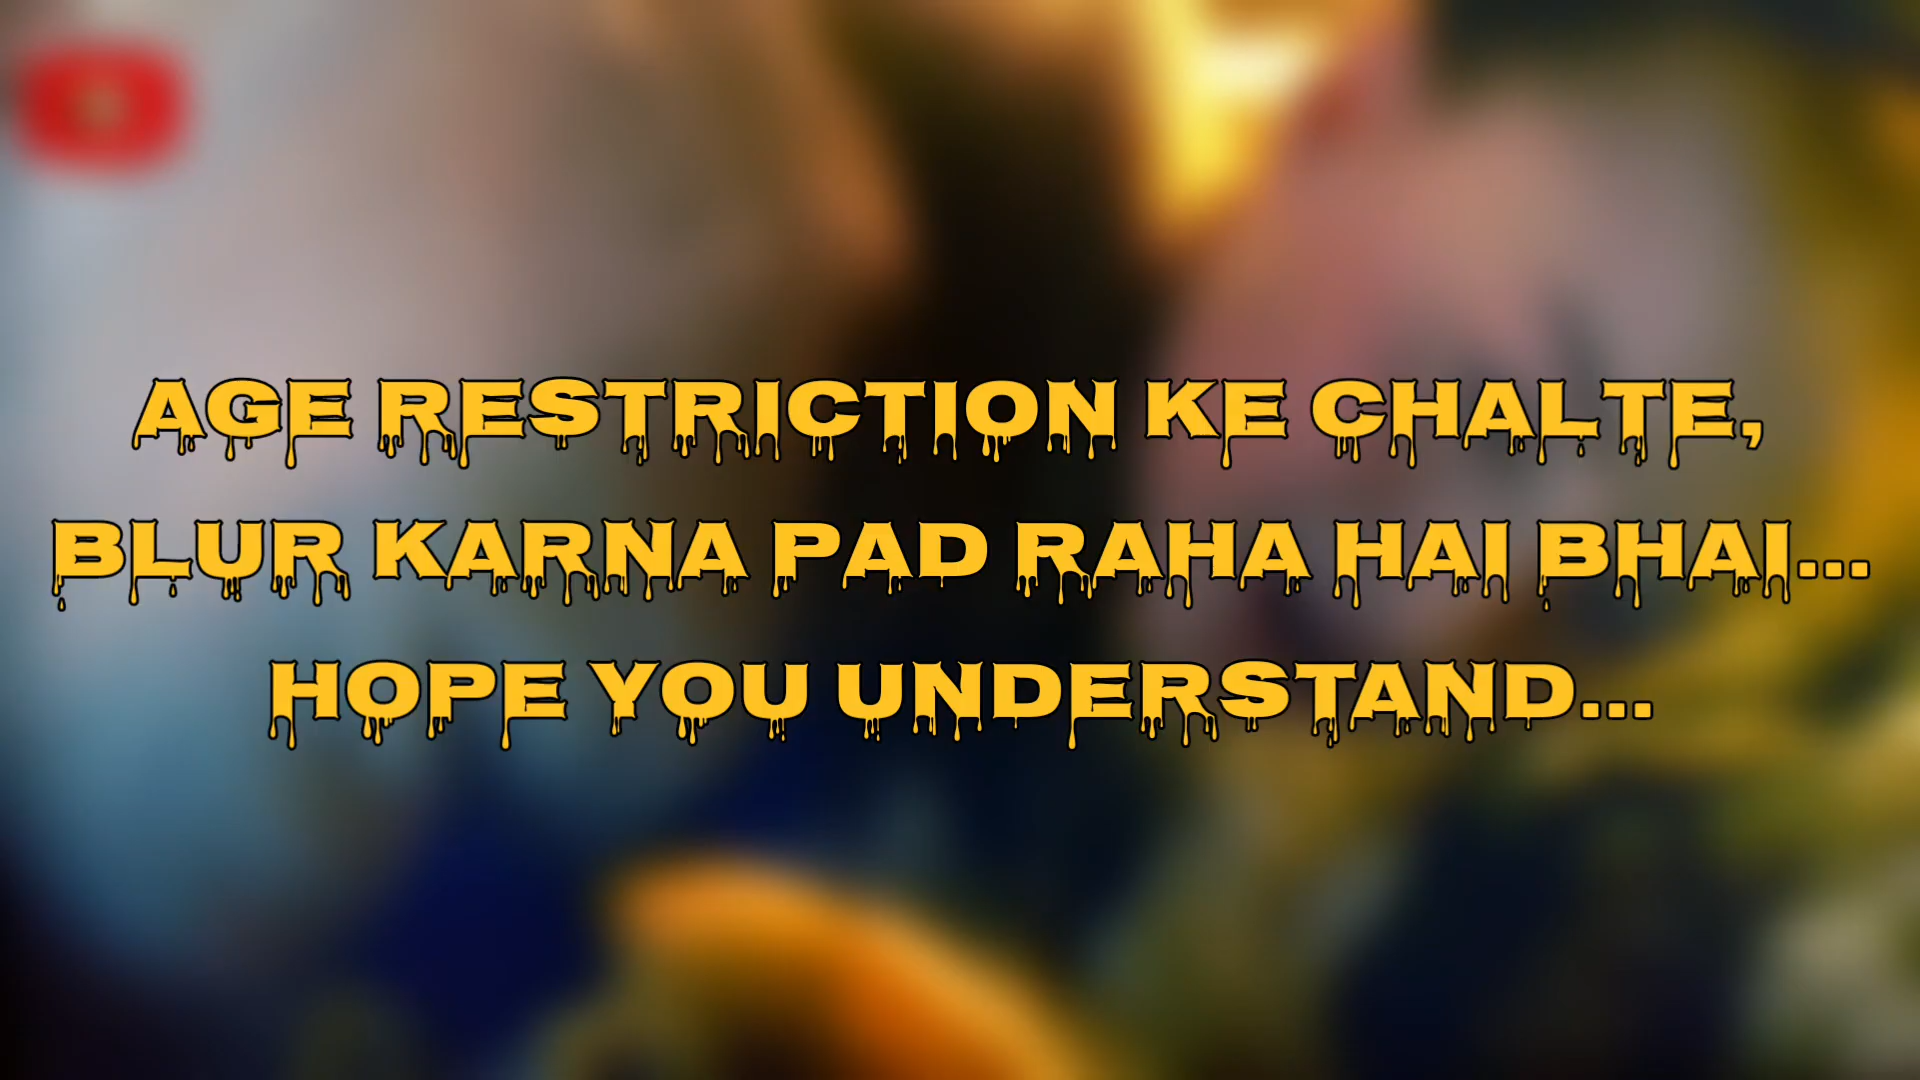 AGE RESTRICTION KE CHALTE,
BLUR KARNA PAD RAHA HAI BHAI...
HOPE YOU UNDERSTAND...